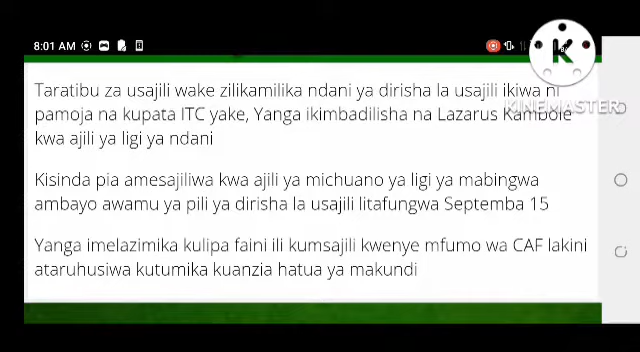 8:01 AM
K
KINEMASTER
Taratibu za usajili wake zilikamilika ndani ya dirisha la usajili ikiwa ni
pamoja na kupata ITC yake, Yanga ikimbadilisha na Lazarus Kambole
kwa ajili ya ligi ya ndani
Kisinda pia amesajiliwa kwa ajili ya michuano ya ligi ya mabingwa
ambayo awamu ya pili ya dirisha la usajili litafungwa Septemba 15
Yanga imelazimika kulipa faini ili kumsajili kwenye mfumo wa CAF lakini
ataruhusiwa kutumika kuanzia hatua ya makundi